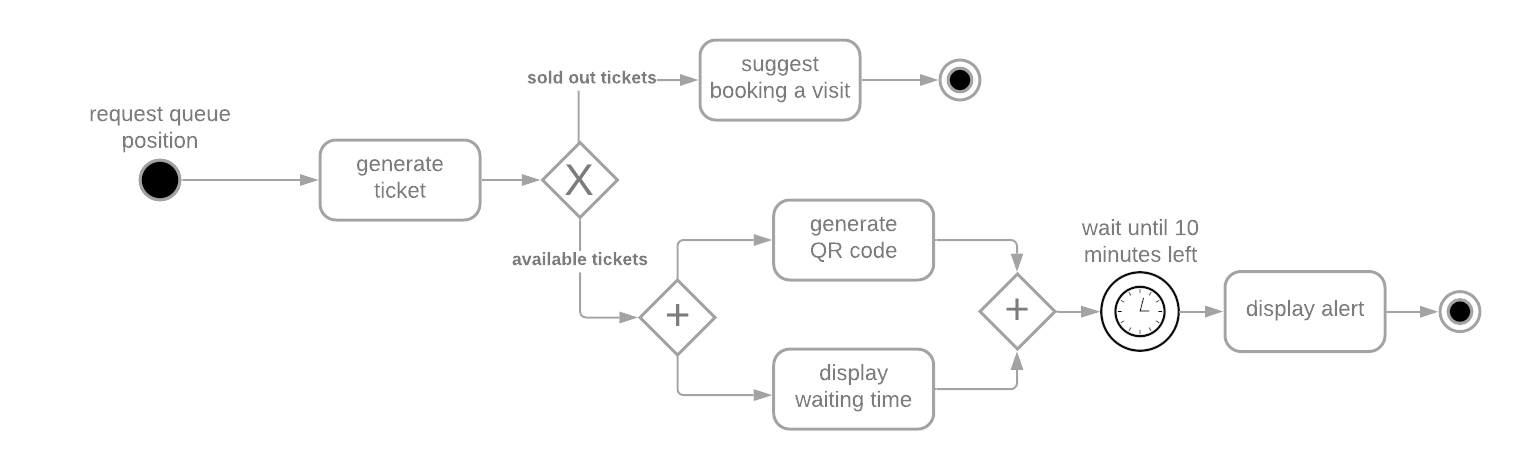 request queue
position
generate
ticket
X
sold out tickets
suggest
booking a visit
available tickets
+
generate
QR code
display
waiting time
+
wait until 10
minutes left
display alert